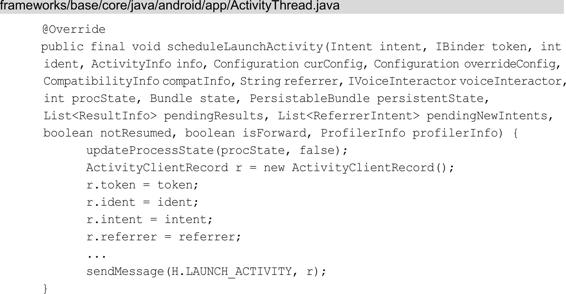 frameworks/base/core/java/android/app/ActivityThread.java
@Override
public final void scheduleLaunchActivity(Intent intent, IBinder token, int
ident, ActivityInfo info, Configuration curConfig, Configuration overrideConfig,
CompatibilityInfo compatInfo, String referrer, IVoiceInteractor voiceInteractor,
int procState, Bundle state, PersistableBundle persistentState,
List<ResultInfo> pendingResults, List<ReferrerIntent> pendingNewIntents,
boolean notResumed, boolean isForward, ProfilerInfo profilerInfo) {
updateProcessState(procState, false);
ActivityClientRecord r = new ActivityClientRecord();
r.token = token;
r.ident = ident;
r.intent = intent;
r.referrer = referrer;
...
sendMessage(H.LAUNCH_ACTIVITY, r);
}